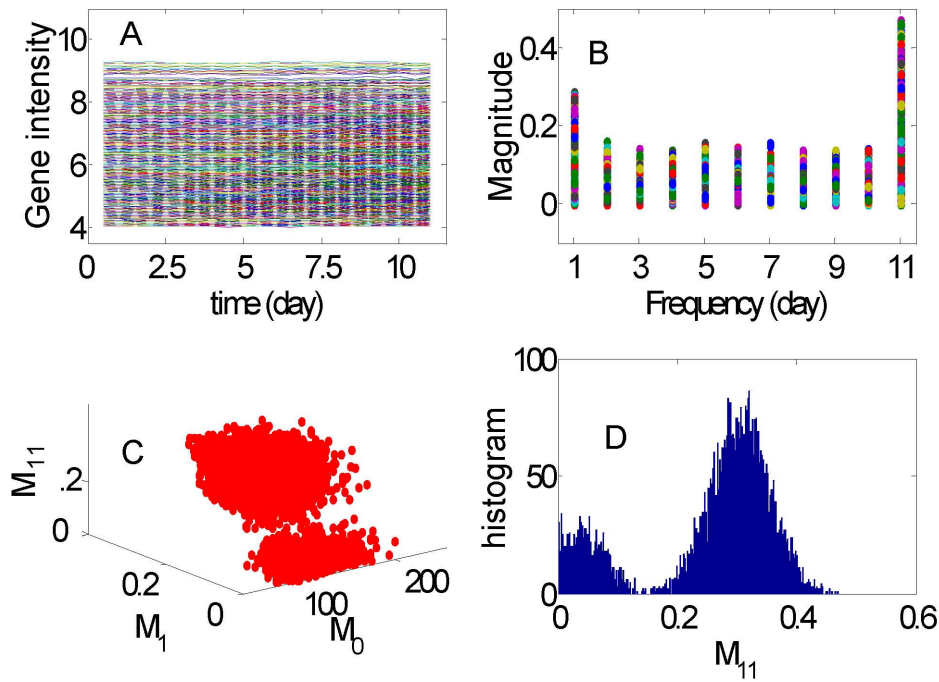 A
Gene intensity
10
8
6
4
0 2.5 5 7.5 10
time (day)
B
Magnitude
0.4
0.2
0
1 3 5 7 9 11
Frequency (day)
C
M11
.2
0
0.2
0
M1
100
200
M0
D
histogram
100
50
0
0 0.2 0.4 0.6
M11